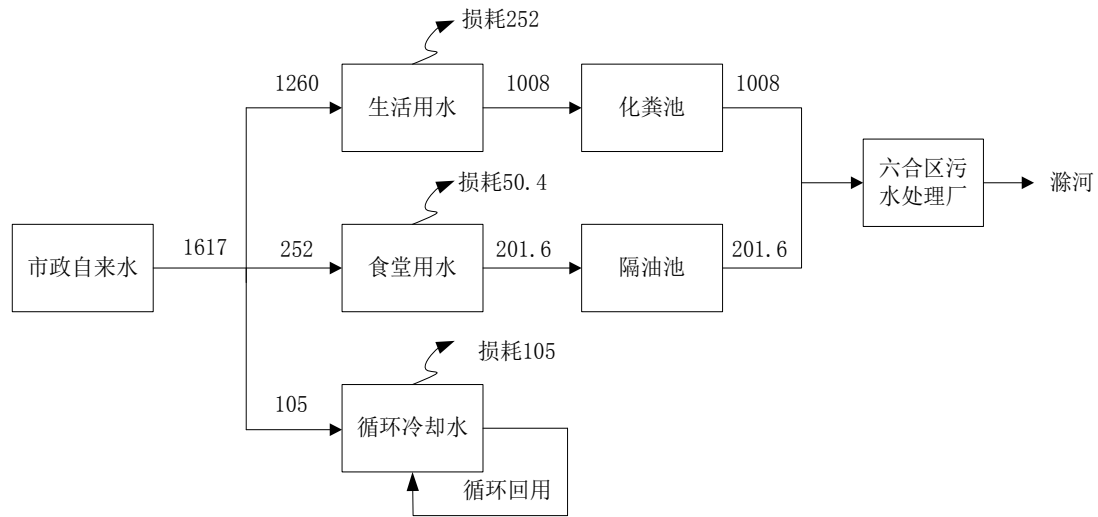 损耗252
1260
生活用水
1008
化粪池
1008
六合区污
水处理厂
滁河
损耗50.4
市政自来水
1617
252
食堂用水
201.6
隔油池
201.6
损耗105
105
循环冷却水
循环回用